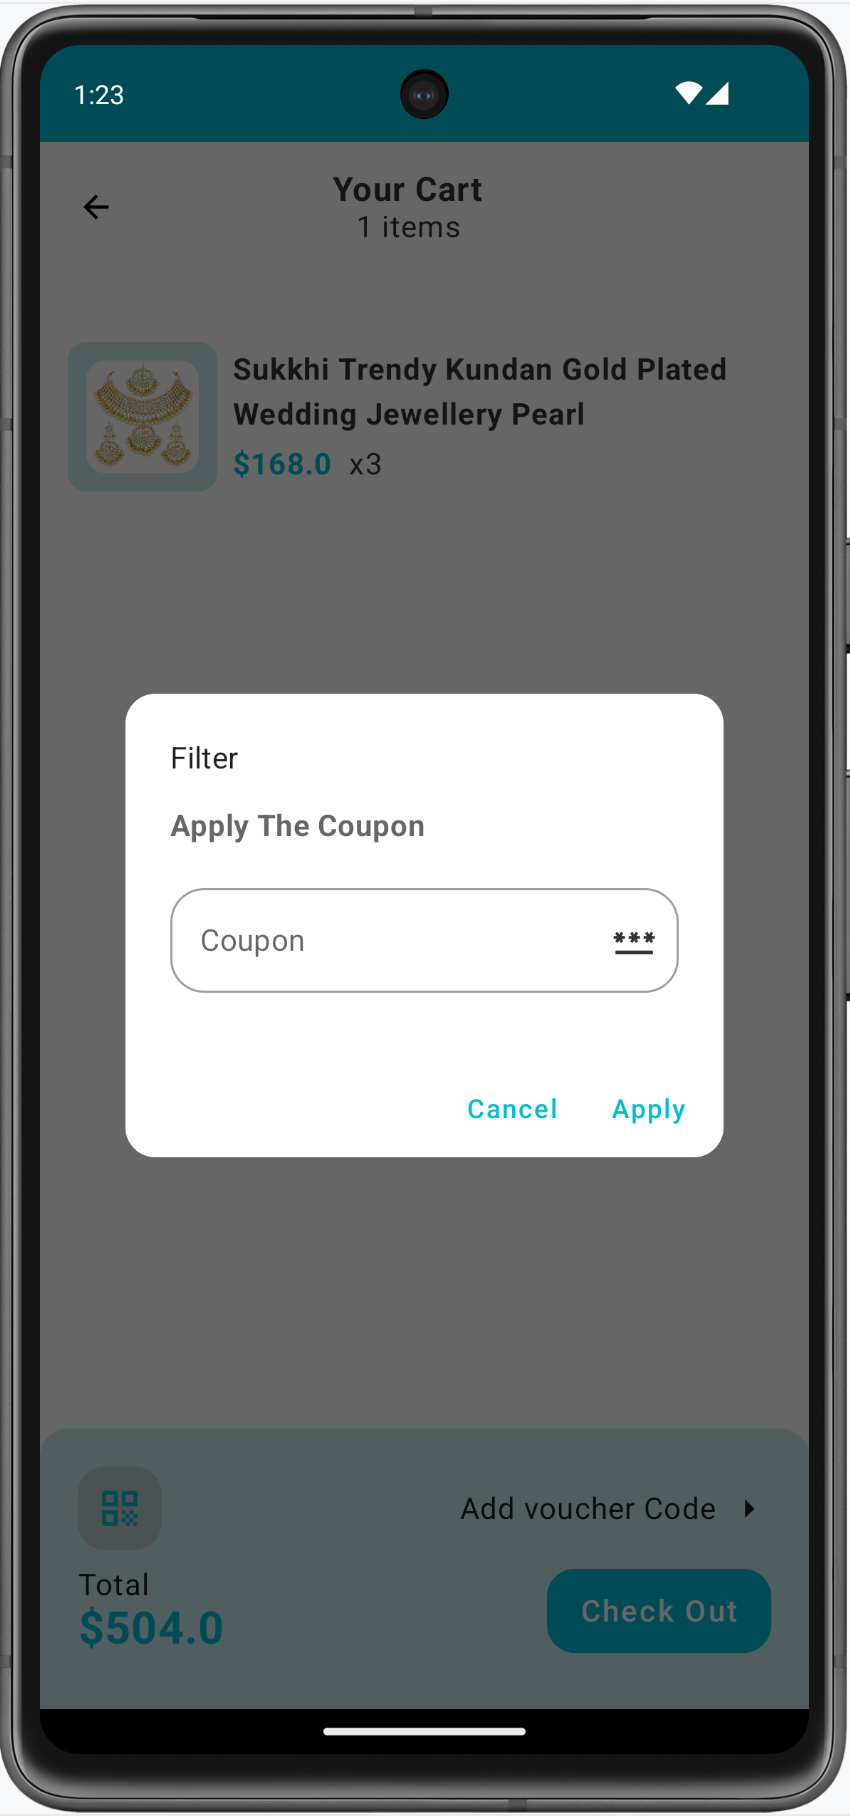 1:23
Your Cart
1 items
Sukkhi Trendy Kundan Gold Plated
Wedding Jewellery Pearl
$168.0 x3
Filter
Apply The Coupon
Coupon
***
Cancel Apply
Add voucher Code
Total
$504.0
Check Out